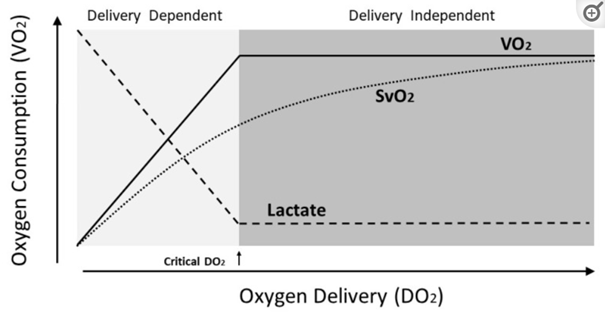 Delivery Dependent
Delivery Independent
VO₂
SvO₂
Lactate
Critical DO₂
Oxygen Consumption (VO₂)
Oxygen Delivery (DO₂)